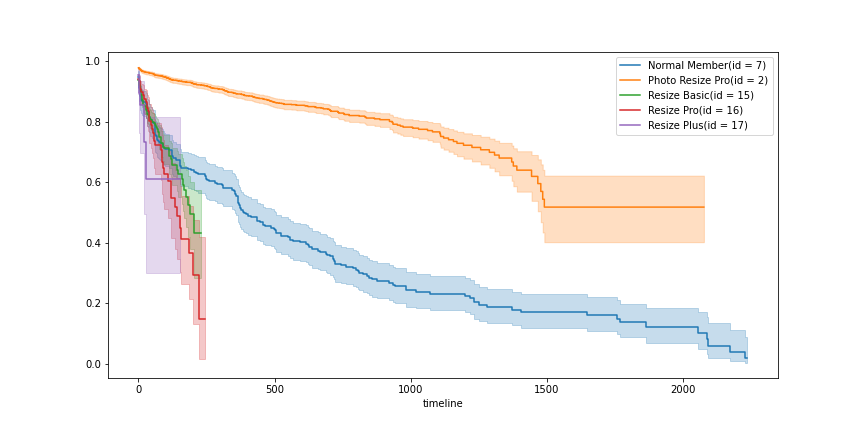 1.0
0.8
0.6
0.4
0.2
0.0
Normal Member(id = 7)
Photo Resize Pro(id = 2)
Resize Basic(id = 15)
Resize Pro(id = 16)
Resize Plus(id = 17)
0 500 1000 1500 2000
timeline